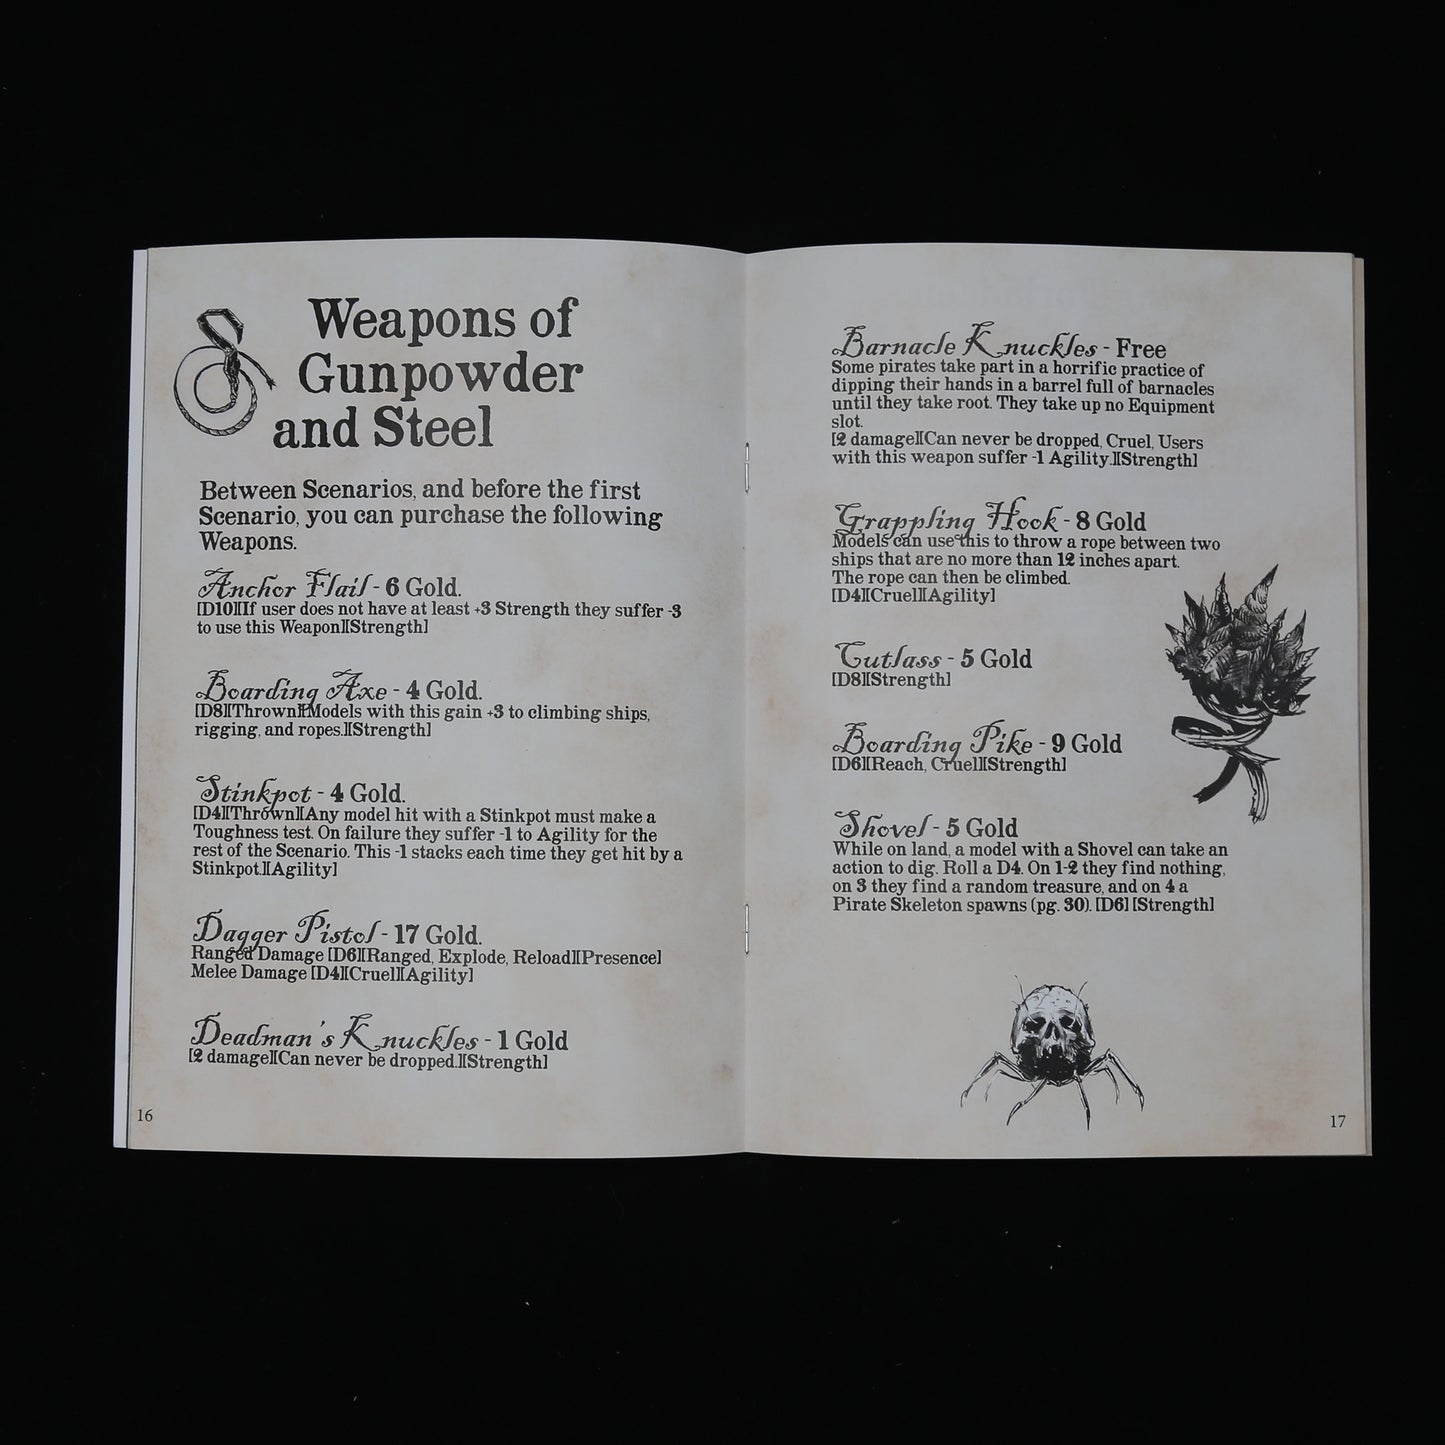 Weapons of
Gunpowder
and Steel
Between Scenarios, and before the first
Scenario, you can purchase the following
Weapons.
Anchor Flail - 6 Gold.
[D10][If user does not have at least +3 Strength they suffer -3
to use this Weapon][Strength]
Boarding Axe - 4 Gold.
[D8][Thrown][Models with this gain +3 to climbing ships,
rigging, and ropes.][Strength]
Stinkpot - 4 Gold.
[D4][Thrown][Any model hit with a Stinkpot must make a
Toughness test. On failure they suffer -1 to Agility for the
rest of the Scenario. This -1 stacks each time they get hit by a
Stinkpot.][Agility]
Dagger Pistol - 17 Gold.
Ranged Damage [D6][Ranged, Explode, Reload][Presence]
Melee Damage [D4][Cruel][Agility]
Deadman's Knuckles - 1 Gold
[2 damage][Can never be dropped.][Strength]
16
Barnacle Knuckles - Free
Some pirates take part in a horrific practice of
dipping their hands in a barrel full of barnacles
until they take root. They take up no Equipment
slot.
[2 damage][Can never be dropped, Cruel, Users
with this weapon suffer -1 Agility.][Strength]
Grappling Hook - 8 Gold
Models can use this to throw a rope between two
ships that are no more than 12 inches apart.
The rope can then be climbed.
[D4][Cruel][Agility]
Cutlass - 5 Gold
[D8][Strength]
Boarding Pike - 9 Gold
[D6][Reach, Cruel][Strength]
Shovel - 5 Gold
While on land, a model with a Shovel can take an
action to dig. Roll a D4. On 1-2 they find nothing,
on 3 they find a random treasure, and on 4 a
Pirate Skeleton spawns (pg. 30). [D6] [Strength]
17